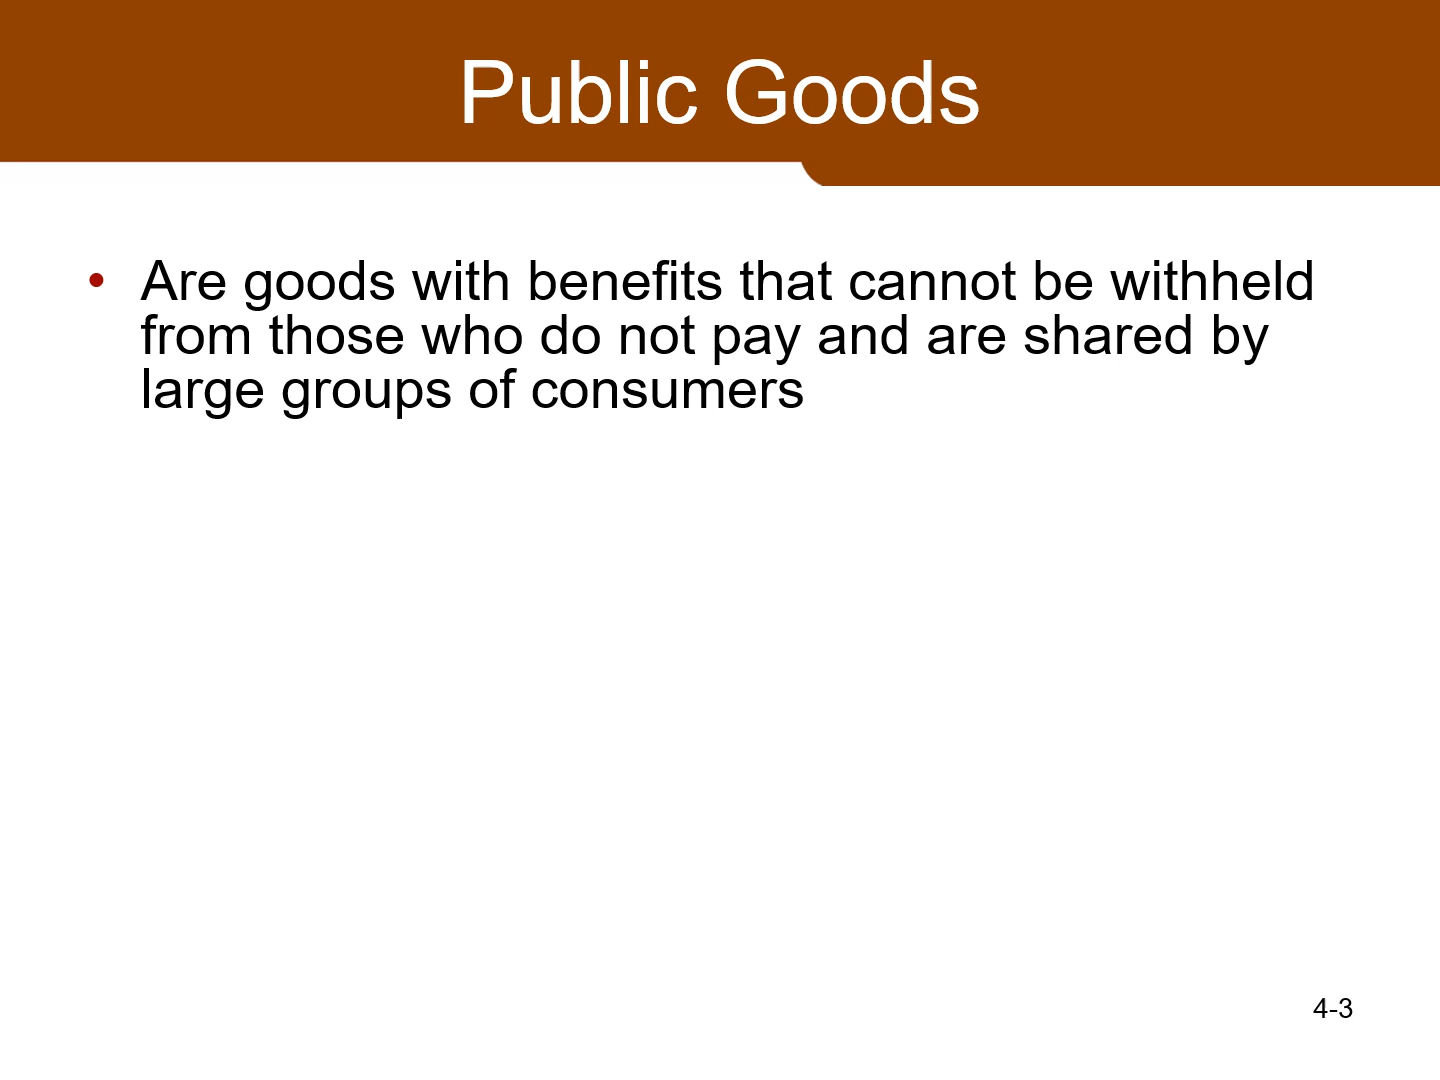 Public Goods
• Are goods with benefits that cannot be withheld
from those who do not pay and are shared by
large groups of consumers
4-3